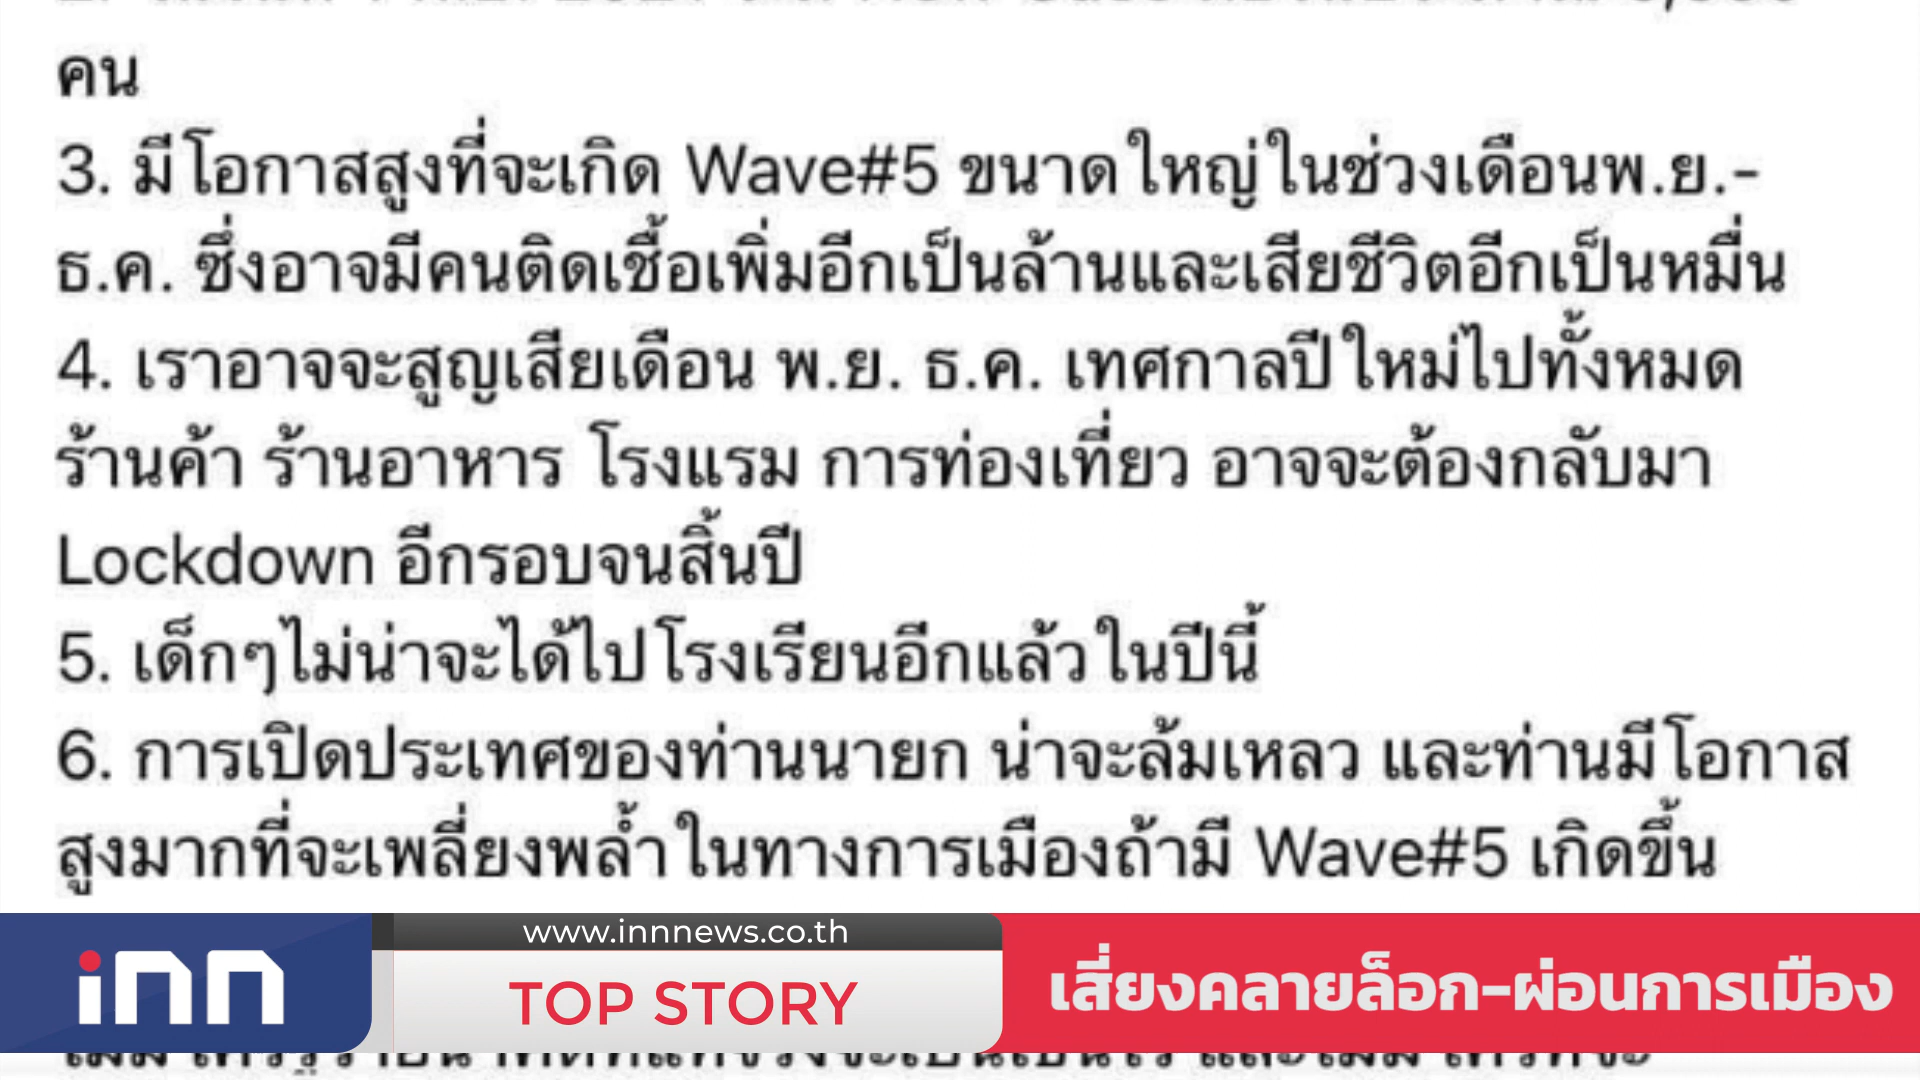 คน
3. มีโอกาสสูงที่จะเกิด Wave#5 ขนาดใหญ่ในช่วงเดือนพ.ย.-
ธ.ค. ซึ่งอาจมีคนติดเชื้อเพิ่มอีกเป็นล้านและเสียชีวิตอีกเป็นหมื่น
4. เราอาจจะสูญเสียเดือน พ.ย. ธ.ค. เทศกาลปีใหม่ไปทั้งหมด
ร้านค้า ร้านอาหาร โรงแรม การท่องเที่ยว อาจจะต้องกลับมา
Lockdown อีกรอบจนสิ้นปี
5. เด็กๆไม่น่าจะได้ไปโรงเรียนอีกแล้วในปีนี้
6. การเปิดประเทศของท่านนายก น่าจะล้มเหลว และท่านมีโอกาส
สูงมากที่จะเพลี่ยงพล้ำในทางการเมืองถ้ามี Wave#5 เกิดขึ้น
inn
www.innnews.co.th
TOP STORY
เสี่ยงคลายล็อก-ผ่อนการเมือง